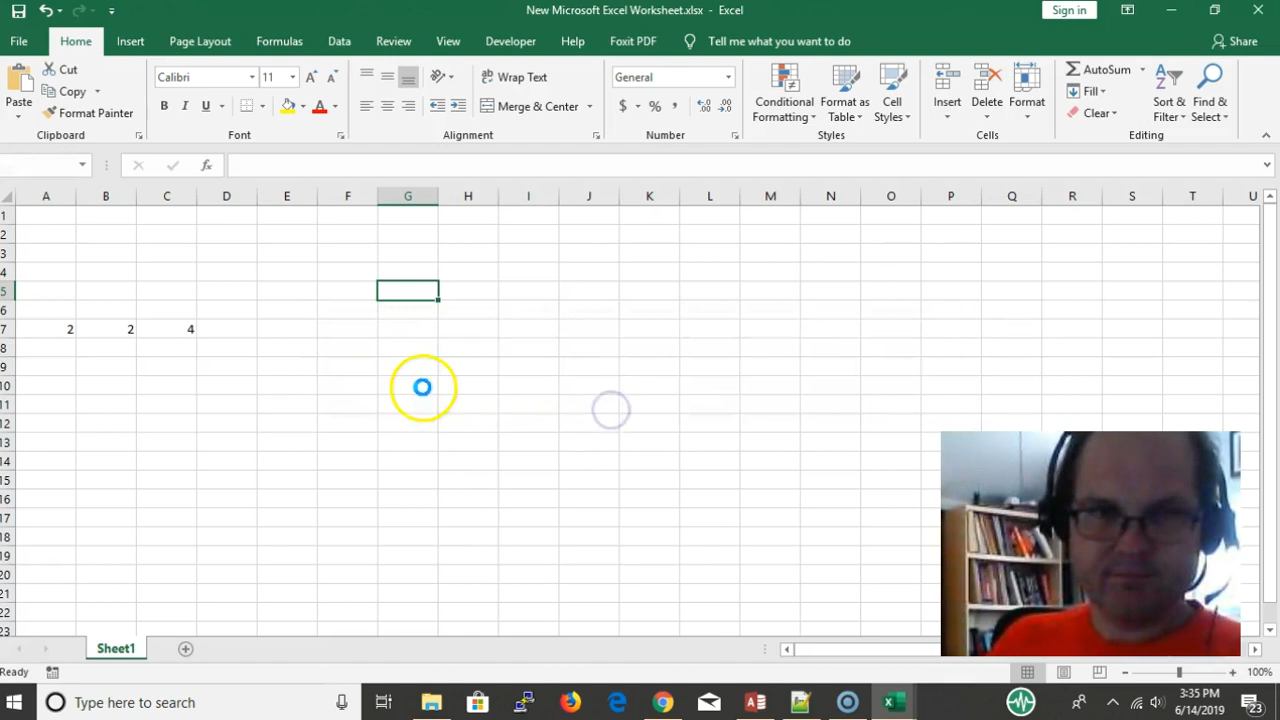 New Microsoft Excel Worksheet.xlsx - Excel
Sign in
File Home Insert Page Layout Formulas Data Review View Developer Help Foxit PDF Tell me what you want to do Share
Paste
Cut
Copy
Format Painter
Clipboard
Calibri 11
B I U
Font
Wrap Text
Merge & Center
Alignment
General
$ % ,
Number
Conditional Formatting
Format as Table
Cell Styles
Styles
Insert
Delete
Format
Cells
AutoSum
Fill
Clear
Sort & Filter
Find & Select
Editing
fx
A B C D E F G H I J K L M N O P Q R S T U
1
2
3
4
5
6
7 2 2 4
8
9
10
11
12
13
14
15
16
17
18
19
20
21
22
23
Sheet1
Ready
100%
Type here to search
3:35 PM
6/14/2019
23